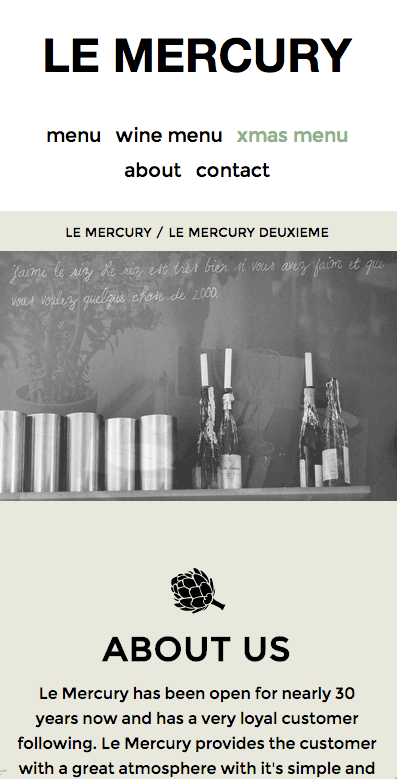 LE MERCURY
menu wine menu xmas menu
about contact
LE MERCURY / LE MERCURY DEUXIEME
j'aime le riz. Le riz est tres bien si vous avez faim et que
vous voulez quelque chose de 2000.
ABOUT US
Le Mercury has been open for nearly 30
years now and has a very loyal customer
following. Le Mercury provides the customer
with a great atmosphere with it's simple and